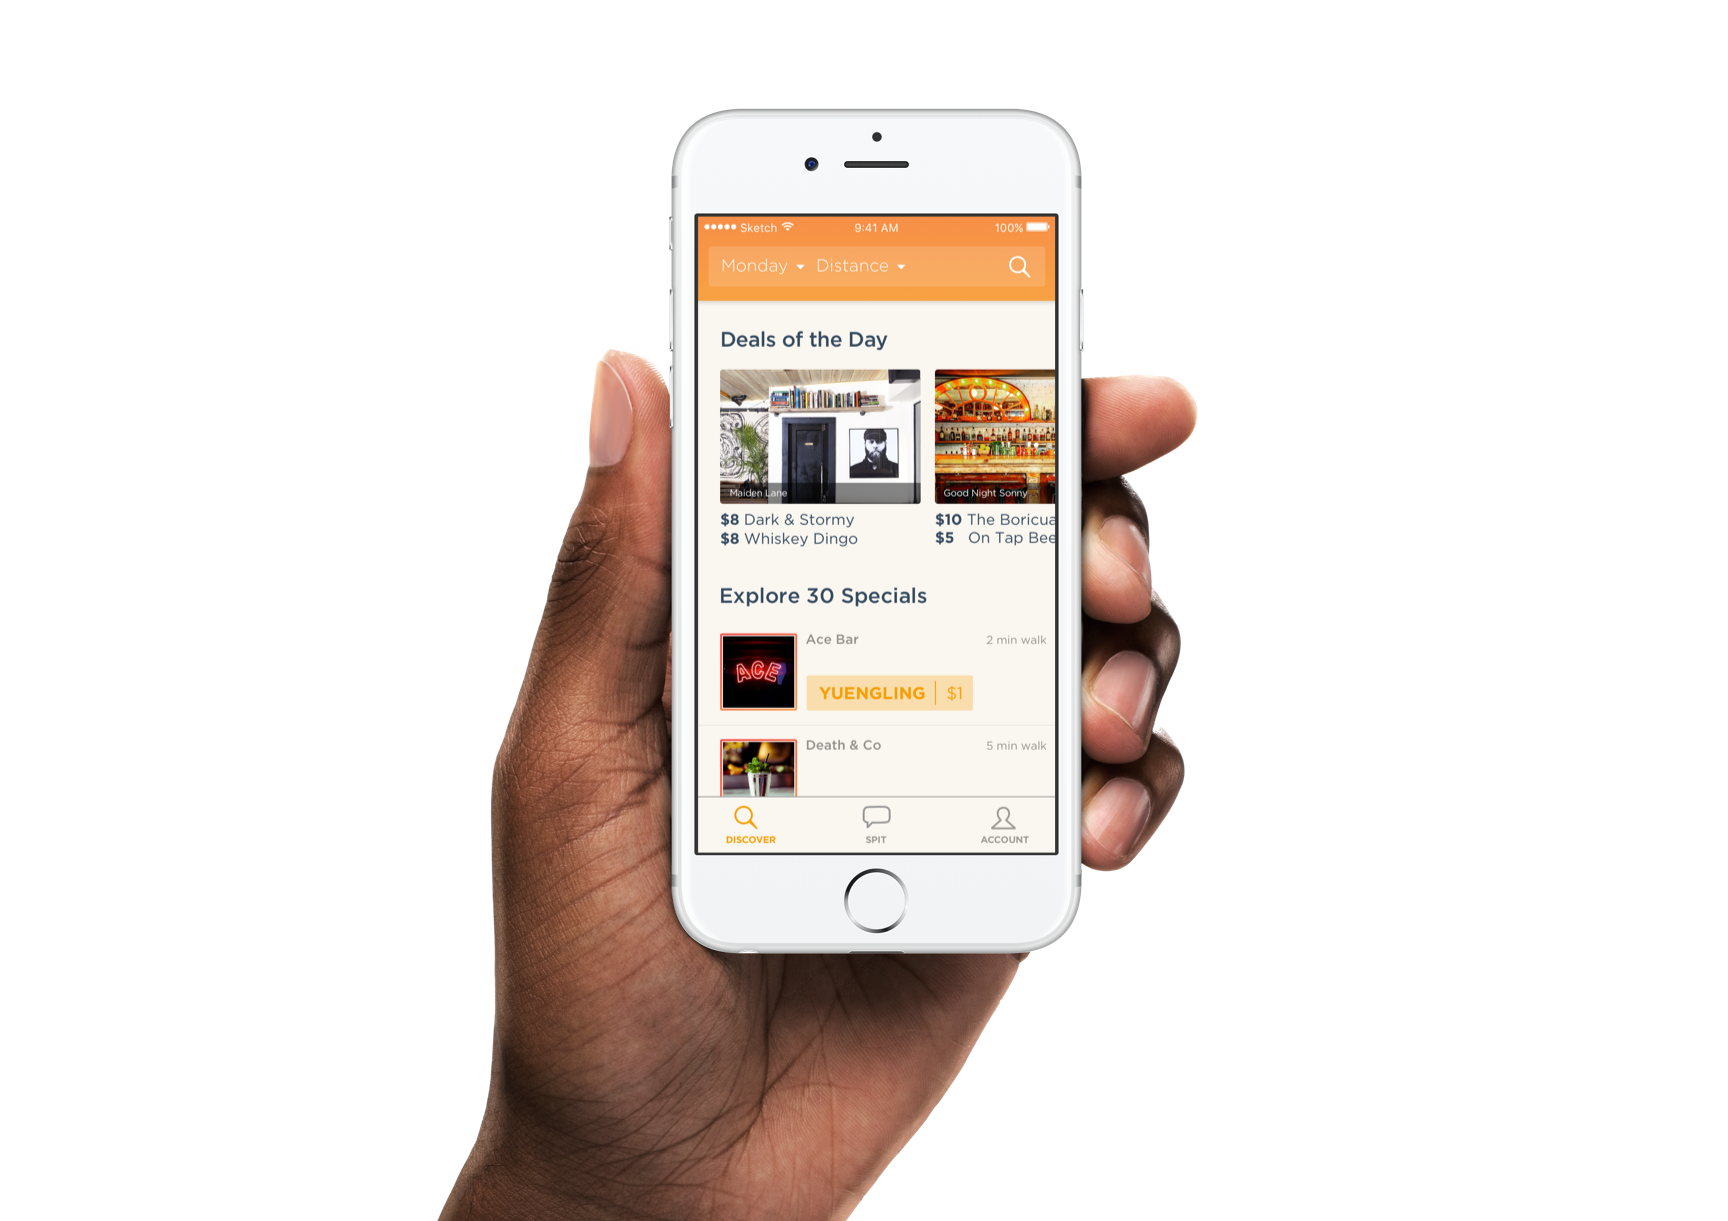 Sketch 9:41 AM 100%
Monday Distance
Deals of the Day
Maiden Lane
Good Night Sonny
$8 Dark & Stormy
$8 Whiskey Dingo
$10 The Boricua
$5 On Tap Bee
Explore 30 Specials
ACE
Ace Bar 2 min walk
YUENGLING $1
Death & Co 5 min walk
DISCOVER SPIT ACCOUNT